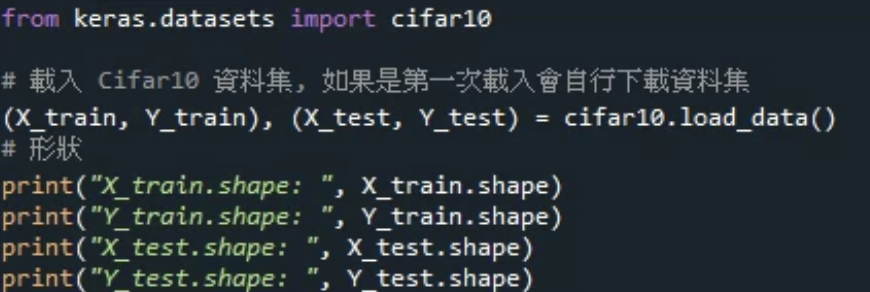 from keras.datasets import cifar10
# 載入 Cifar10 資料集, 如果是第一次載入會自行下載資料集
(X_train, Y_train), (X_test, Y_test) = cifar10.load_data()
# 形狀
print("X_train.shape: ", X_train.shape)
print("Y_train.shape: ", Y_train.shape)
print("X_test.shape: ", X_test.shape)
print("Y_test.shape: ", Y_test.shape)